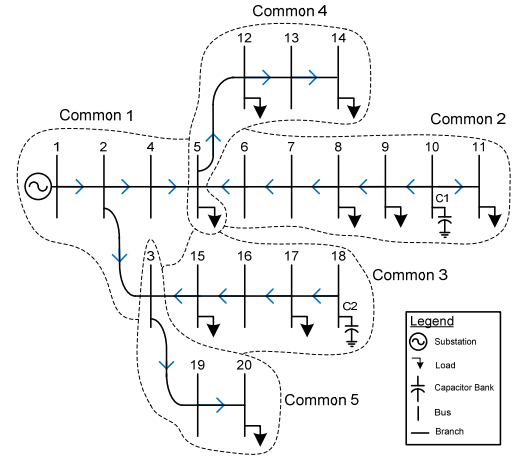 Common 4
12 13 14
Common 1
Common 2
1 2 4 5 6 7 8 9 10 11
C1
3 15 16 17 18
Common 3
C2
Legend
Substation
Load
Capacitor Bank
Bus
Branch
19 20
Common 5